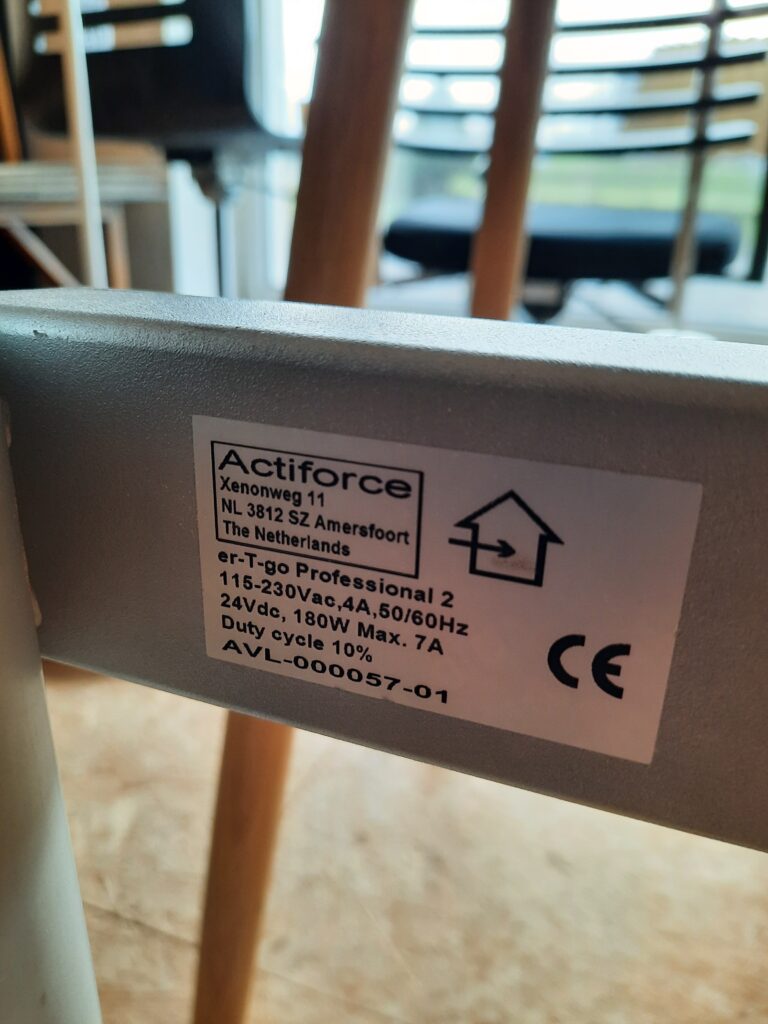 Actiforce
Xenonweg 11
NL 3812 SZ Amersfoort
The Netherlands
er-T-go Professional 2
115-230Vac,4A,50/60Hz
24Vdc, 180W Max. 7A
Duty cycle 10%
AVL-000057-01
CE